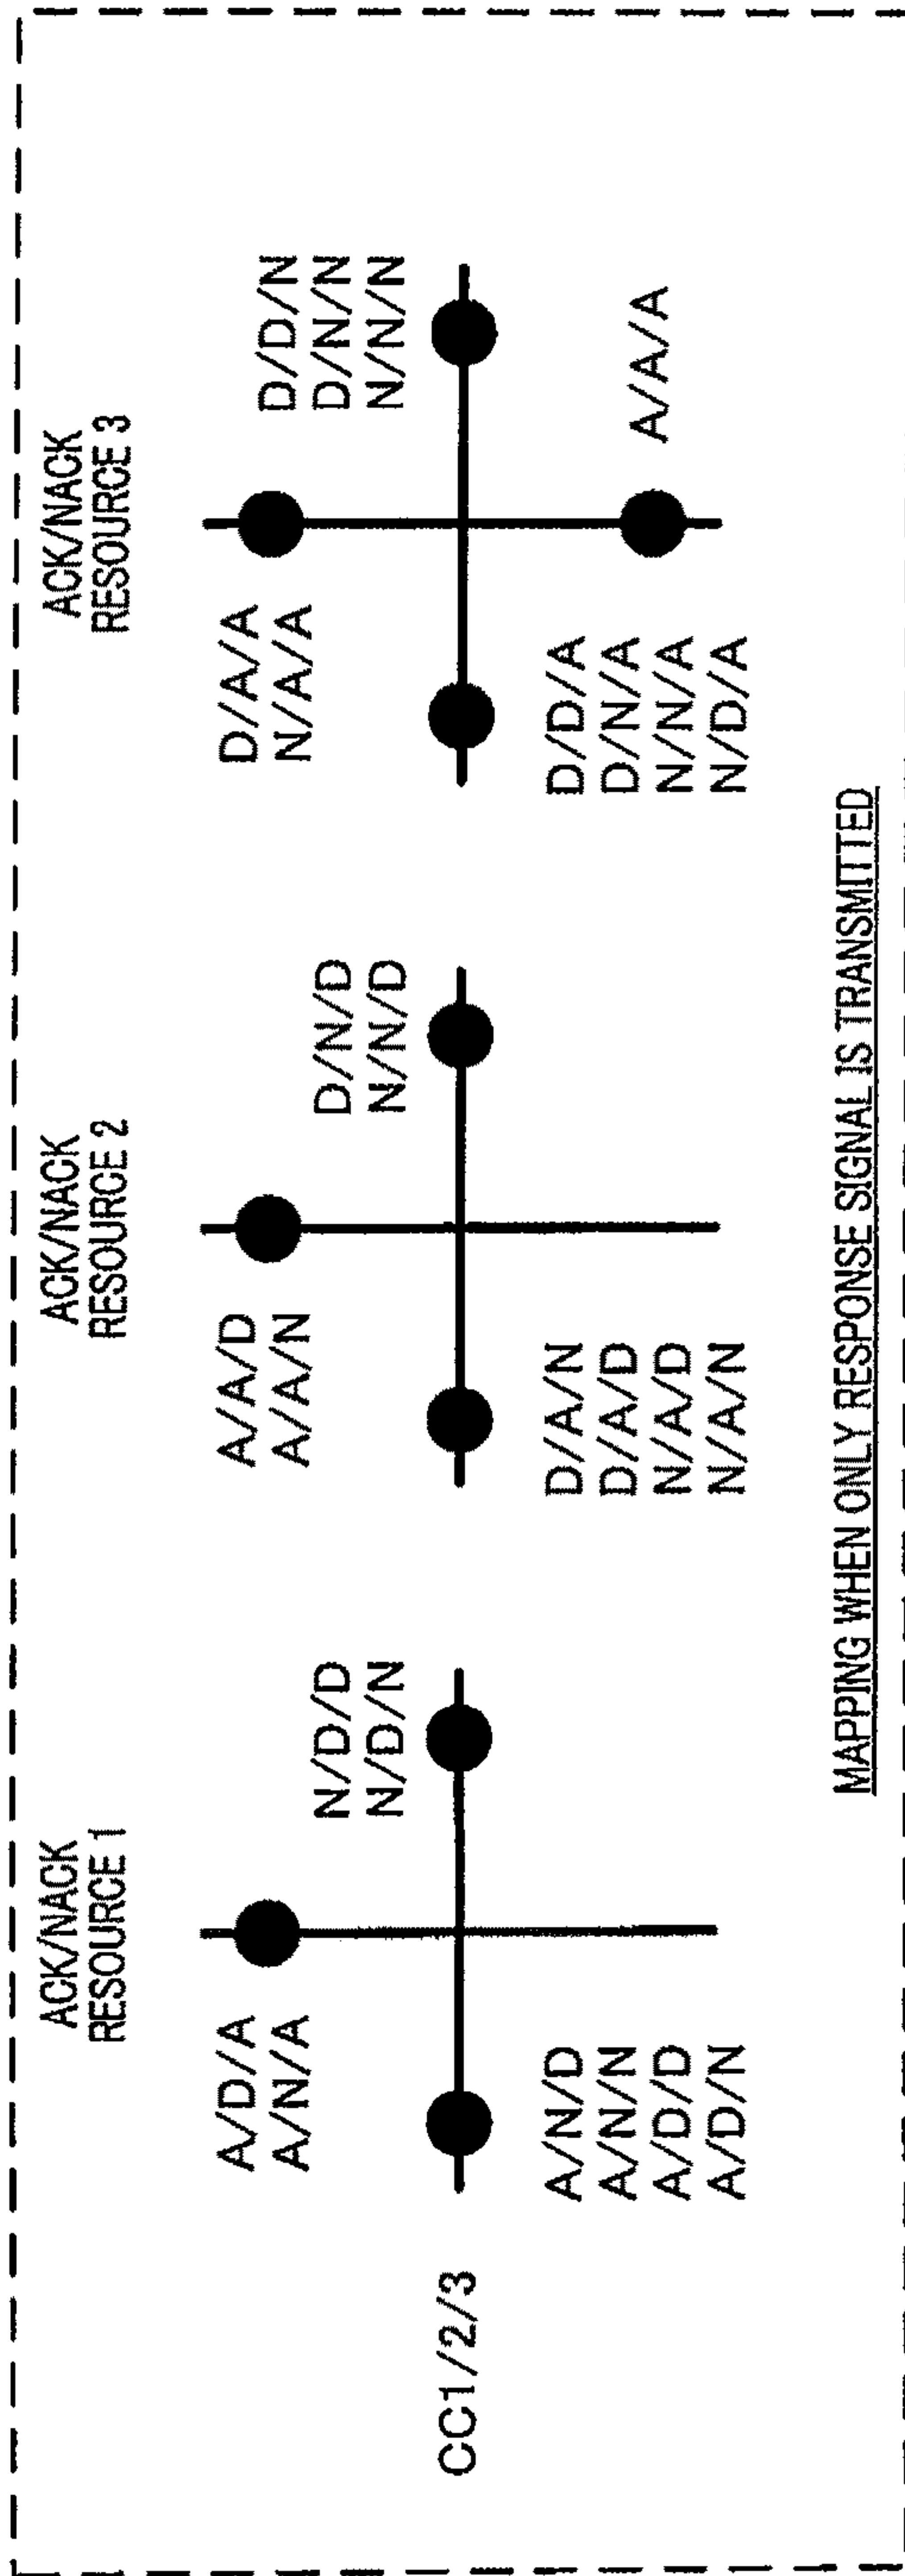 ACK/NACK
RESOURCE 1
ACK/NACK
RESOURCE 2
ACK/NACK
RESOURCE 3
CC1/2/3
A/D/A
A/N/A
N/D/D
N/D/N
A/N/D
A/N/N
A/D/D
A/D/N
A/A/D
A/A/N
D/N/D
N/N/D
D/A/N
D/A/D
N/A/D
N/A/N
D/A/A
N/A/A
D/D/N
D/N/N
N/N/N
D/D/A
D/N/A
N/N/A
N/D/A
A/A/A
MAPPING WHEN ONLY RESPONSE SIGNAL IS TRANSMITTED